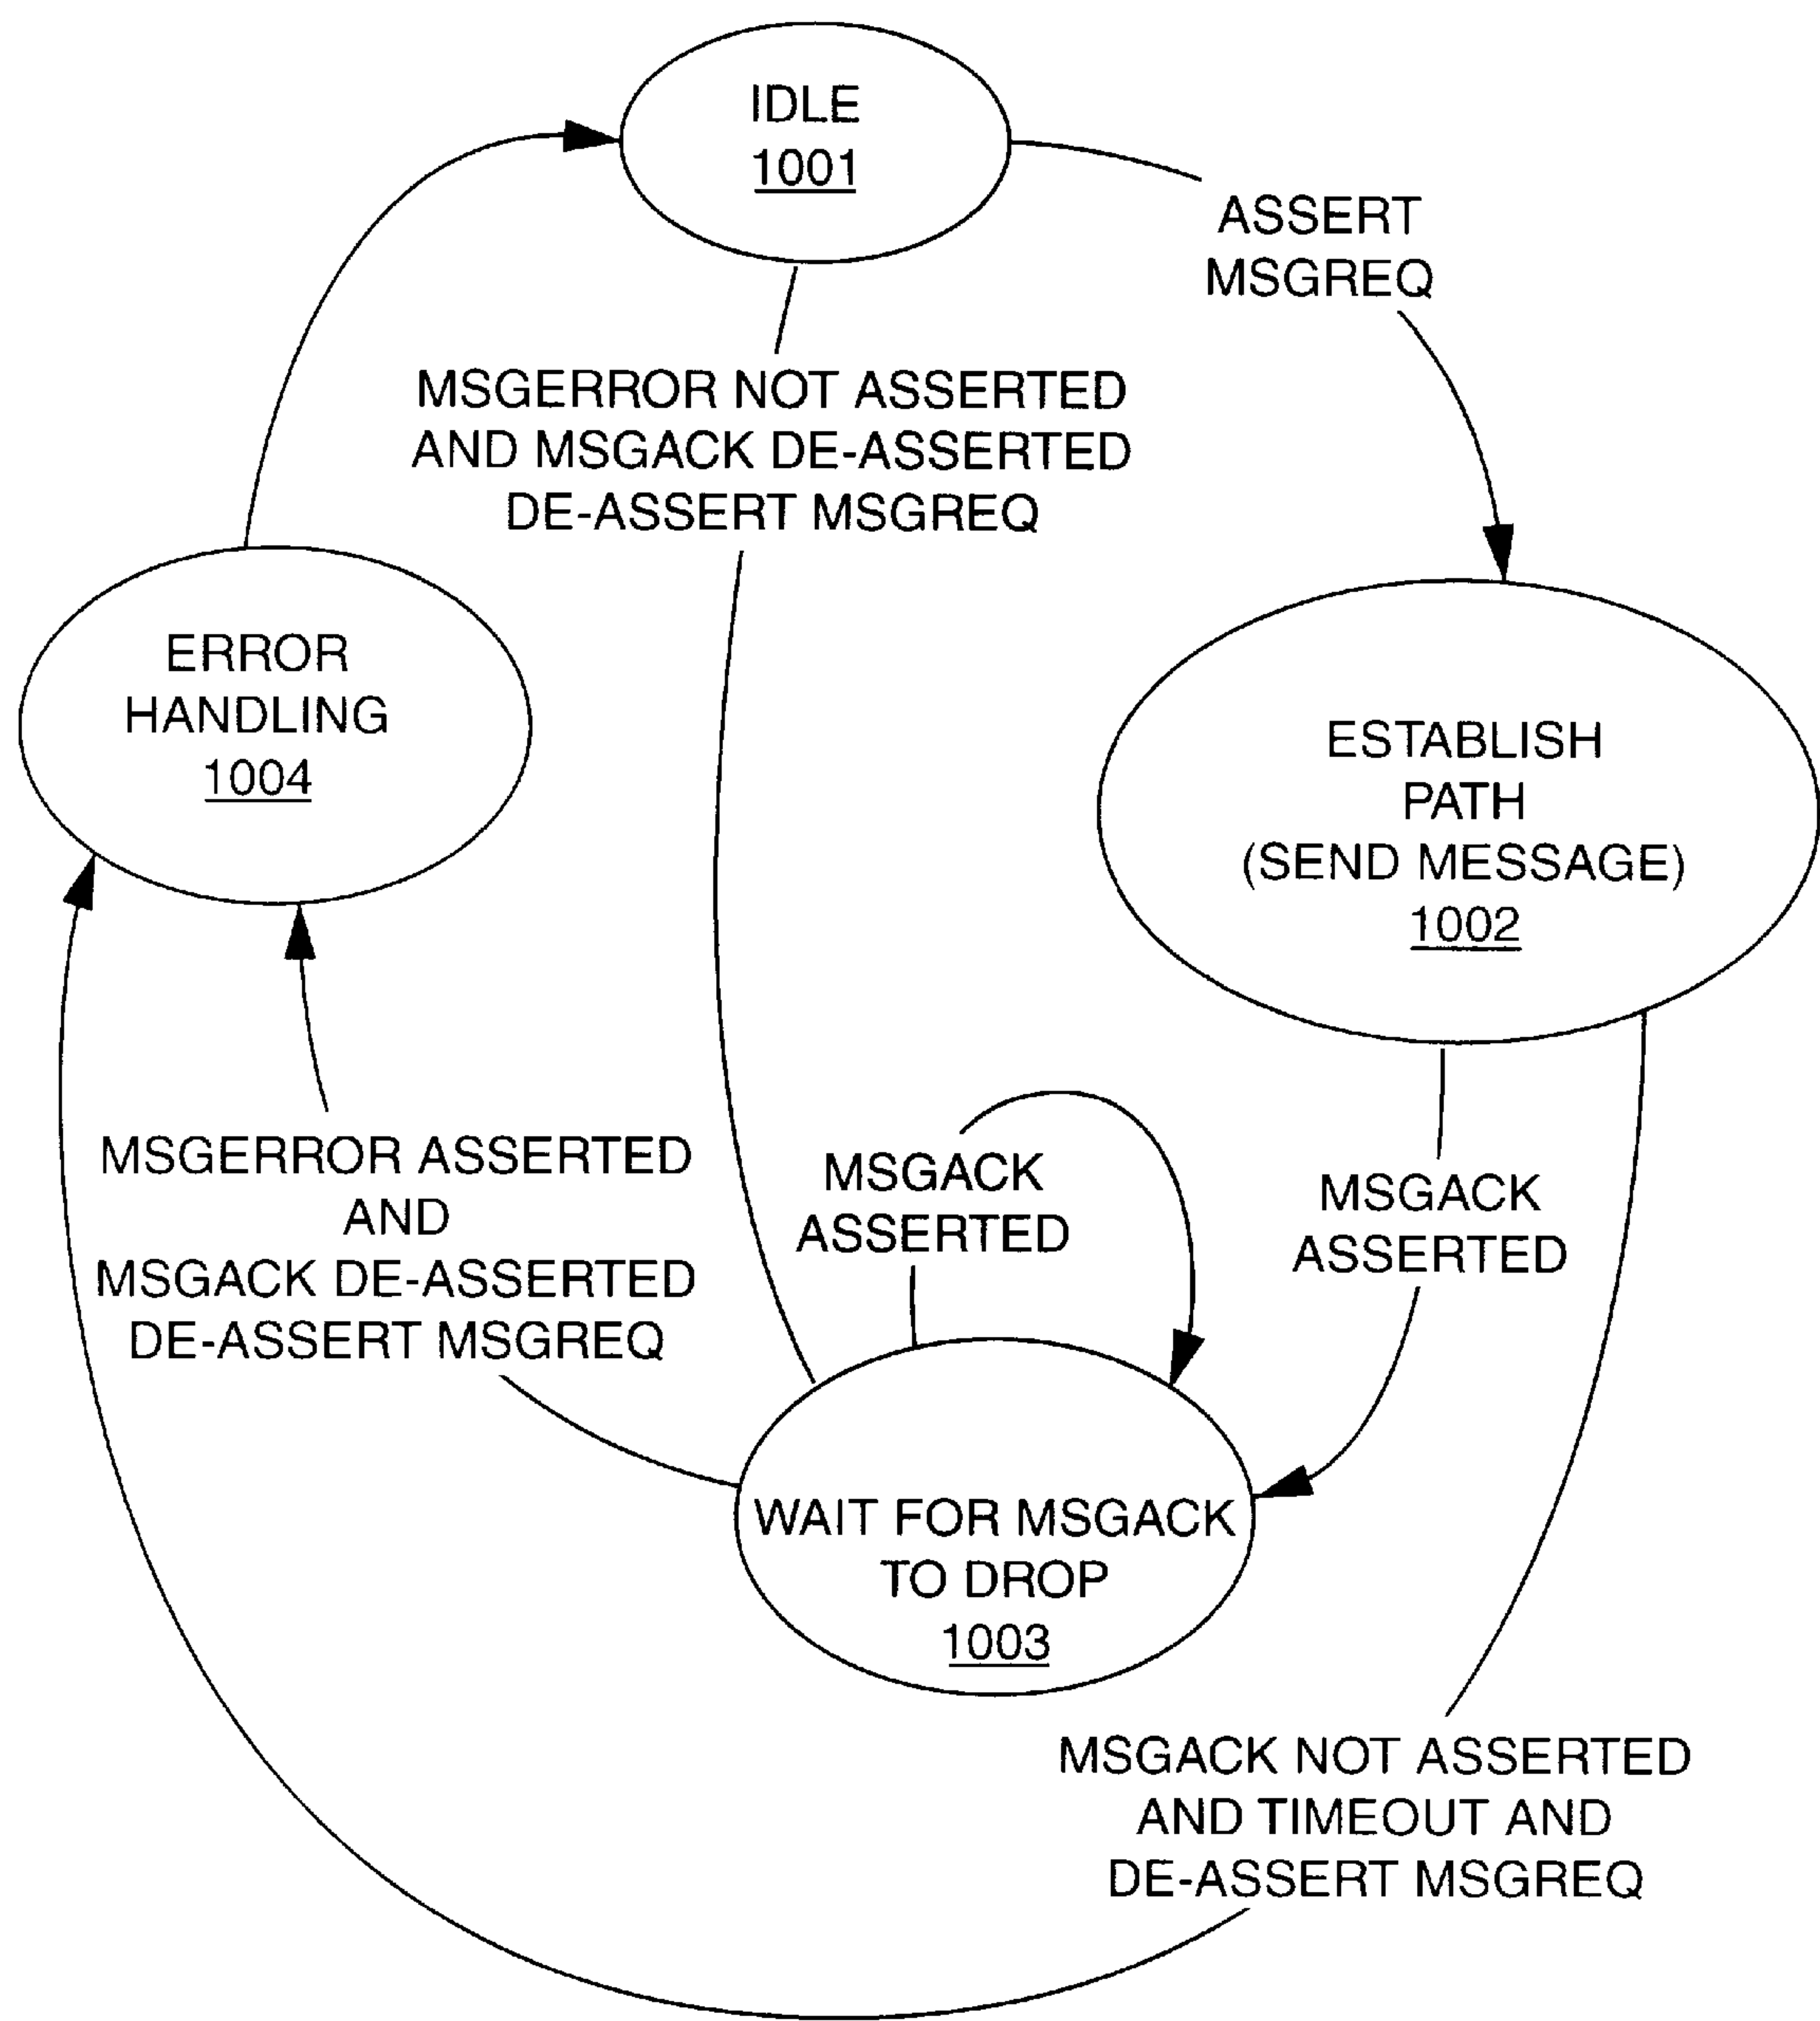 IDLE
1001
ASSERT
MSGREQ
MSGERROR NOT ASSERTED
AND MSGACK DE-ASSERTED
DE-ASSERT MSGREQ
ERROR
HANDLING
1004
ESTABLISH
PATH
(SEND MESSAGE)
1002
MSGERROR ASSERTED
AND
MSGACK DE-ASSERTED
DE-ASSERT MSGREQ
MSGACK
ASSERTED
MSGACK
ASSERTED
WAIT FOR MSGACK
TO DROP
1003
MSGACK NOT ASSERTED
AND TIMEOUT AND
DE-ASSERT MSGREQ